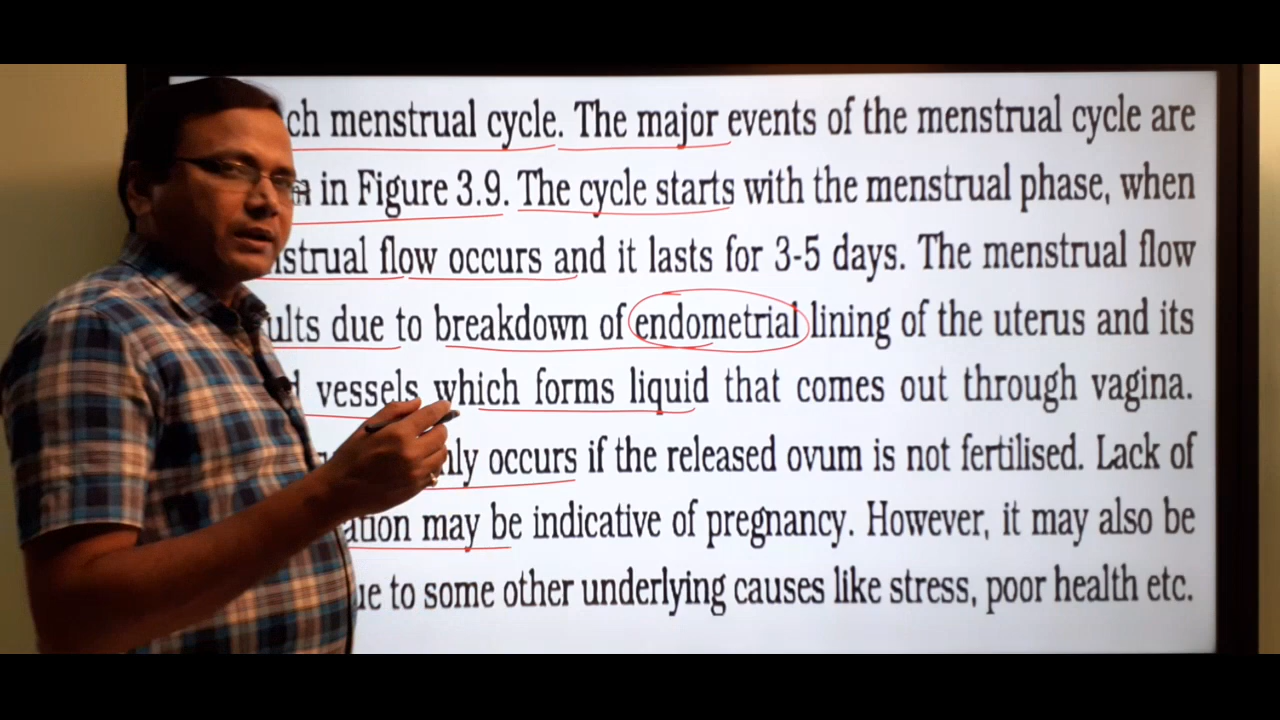 ch menstrual cycle. The major events of the menstrual cycle are
in Figure 3.9. The cycle starts with the menstrual phase, when
strual flow occurs and it lasts for 3-5 days. The menstrual flow
ults due to breakdown of endometrial lining of the uterus and its
vessels which forms liquid that comes out through vagina.
nly occurs if the released ovum is not fertilised. Lack of
ation may be indicative of pregnancy. However, it may also be
ue to some other underlying causes like stress, poor health etc.